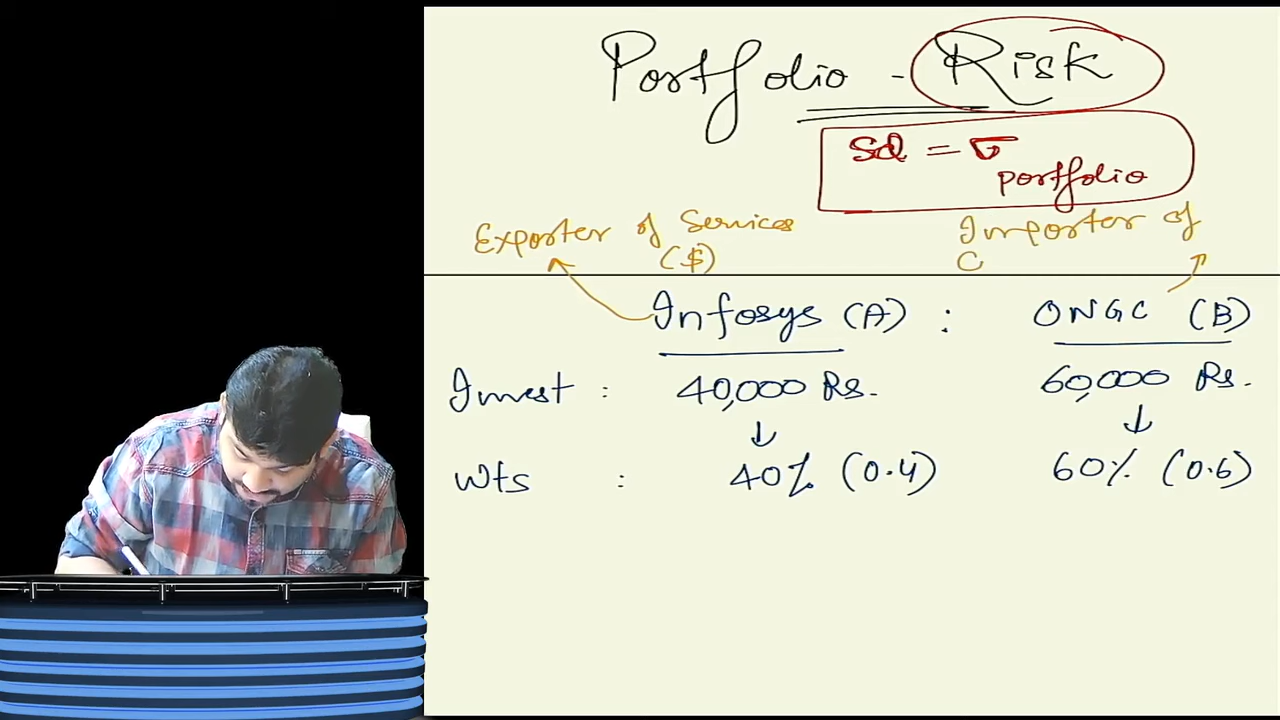 Portfolio - Risk
Sd = σ portfolio
Exporter of Services ($)
Importer of C
Infosys (A) : ONGC (B)
Invest : 40,000 Rs. 60,000 Rs.
↓ ↓
Wts : 40% (0.4) 60% (0.6)